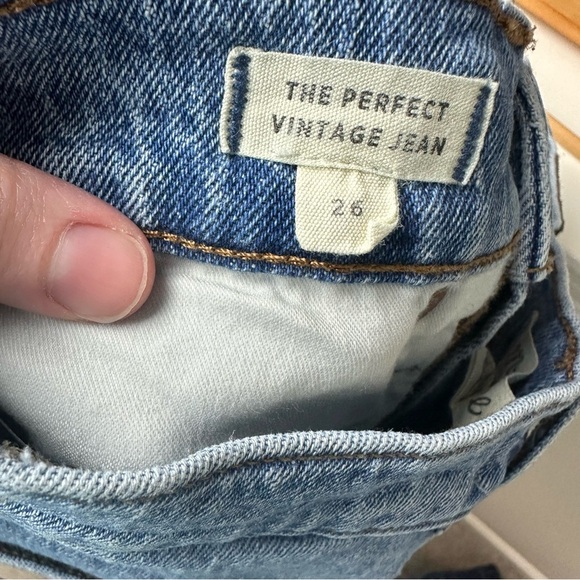 THE PERFECT
VINTAGE JEAN
26